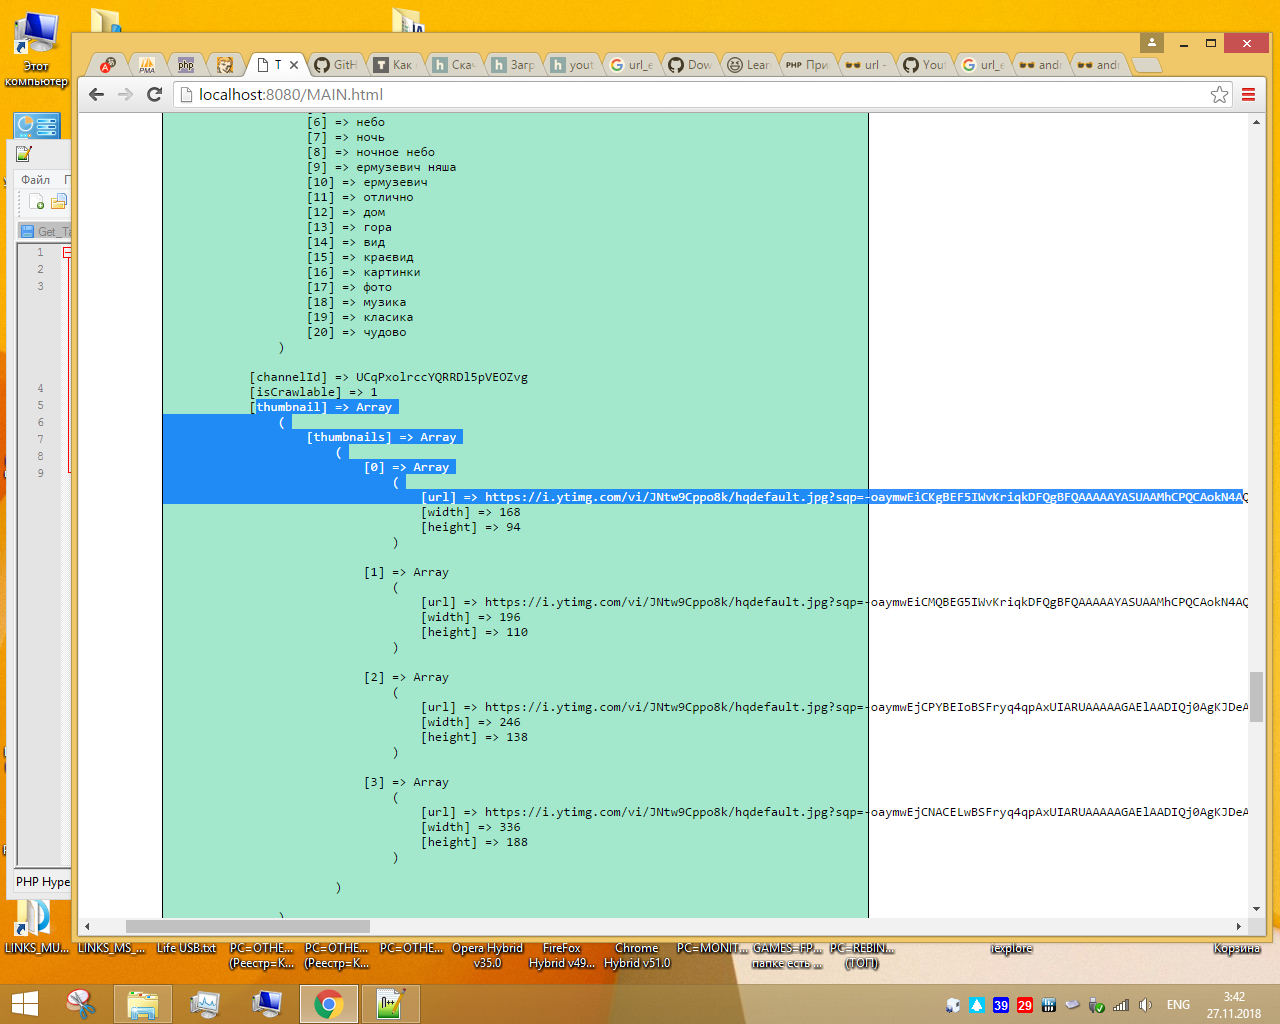 Этот
компьютер
T
GitH
Как
Скач
Загр
yout
url_e
Dow
Lear
При
url -
Yout
url_e
andr
andr
localhost:8080/MAIN.html
Файл
Get_Ta
1
2
3
4
5
6
7
8
9
PHP Hype
[6] => небо
[7] => ночь
[8] => ночное небо
[9] => ермузевич няша
[10] => ермузевич
[11] => отлично
[12] => дом
[13] => гора
[14] => вид
[15] => краєвид
[16] => картинки
[17] => фото
[18] => музика
[19] => класика
[20] => чудово
)
[channelId] => UCqPxolrccYQRRDl5pVEOZvg
[isCrawlable] => 1
[thumbnail] => Array
(
[thumbnails] => Array
(
[0] => Array
(
[url] => https://i.ytimg.com/vi/JNtw9Cppo8k/hqdefault.jpg?sqp=-oaymwEiCKgBEF5IWvKriqkDFQgBFQAAAAAYASUAAMhCPQCAokN4AQ
[width] => 168
[height] => 94
)
[1] => Array
(
[url] => https://i.ytimg.com/vi/JNtw9Cppo8k/hqdefault.jpg?sqp=-oaymwEiCMQBEG5IWvKriqkDFQgBFQAAAAAYASUAAMhCPQCAokN4AQ
[width] => 196
[height] => 110
)
[2] => Array
(
[url] => https://i.ytimg.com/vi/JNtw9Cppo8k/hqdefault.jpg?sqp=-oaymwEjCPYBEIoBSFryq4qpAxUIARUAAAAAGAElAADIQj0AgKJDeA
[width] => 246
[height] => 138
)
[3] => Array
(
[url] => https://i.ytimg.com/vi/JNtw9Cppo8k/hqdefault.jpg?sqp=-oaymwEjCNACELwBSFryq4qpAxUIARUAAAAAGAElAADIQj0AgKJDeA
[width] => 336
[height] => 188
)
)
)
LINKS_MU...
LINKS_MS_...
Life USB.txt
PC=OTHE...
(Реестр=К...
PC=OTHE...
(Реестр=К...
PC=OTHE...
Opera Hybrid
v35.0
FireFox
Hybrid v49...
Chrome
Hybrid v51.0
PC=MONIT...
GAMES=FP...
папке есть ...
PC=REBIN...
(ТОП)
iexplore
Корзина
39
29
ENG
3:42
27.11.2018